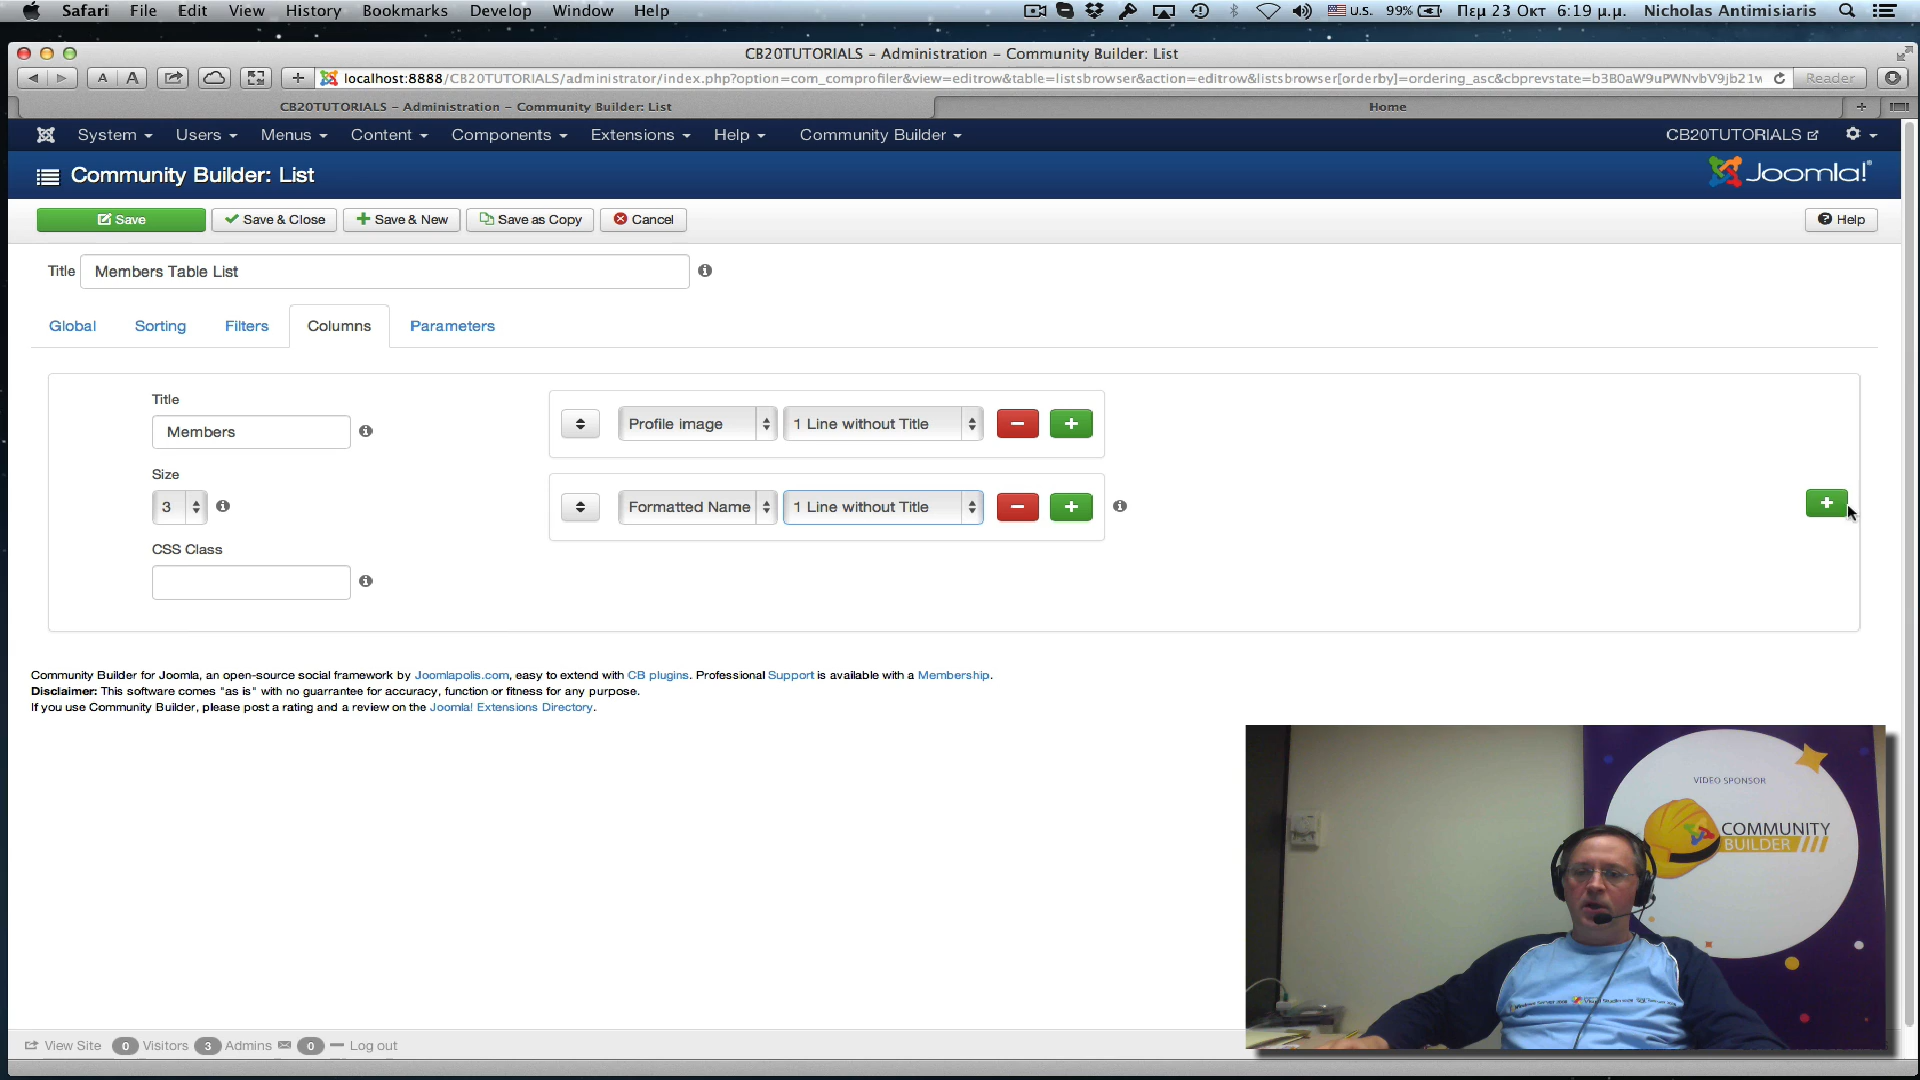 Safari File Edit View History Bookmarks Develop Window Help U.S. 99% Πεμ 23 Οκτ 6:19 μ.μ. Nicholas Antimisiaris
CB20TUTORIALS – Administration – Community Builder: List
A A + localhost:8888/CB20TUTORIALS/administrator/index.php?option=com_comprofiler&view=editrow&table=listsbrowser&action=editrow&listsbrowser[orderby]=ordering_asc&cbprevstate=b3B0aW9uPWNvbV9jb21w Reader
CB20TUTORIALS – Administration – Community Builder: List Home +
System Users Menus Content Components Extensions Help Community Builder CB20TUTORIALS
Community Builder: List Joomla!
Save Save & Close Save & New Save as Copy Cancel Help
Title Members Table List
Global Sorting Filters Columns Parameters
Title
Members
Profile image 1 Line without Title
Size
3
Formatted Name 1 Line without Title
CSS Class
Community Builder for Joomla, an open-source social framework by Joomlapolis.com, easy to extend with CB plugins. Professional Support is available with a Membership.
Disclaimer: This software comes "as is" with no guarrantee for accuracy, function or fitness for any purpose.
If you use Community Builder, please post a rating and a review on the Joomla! Extensions Directory.
VIDEO SPONSOR
COMMUNITY
BUILDER
View Site 0 Visitors 3 Admins 0 Log out